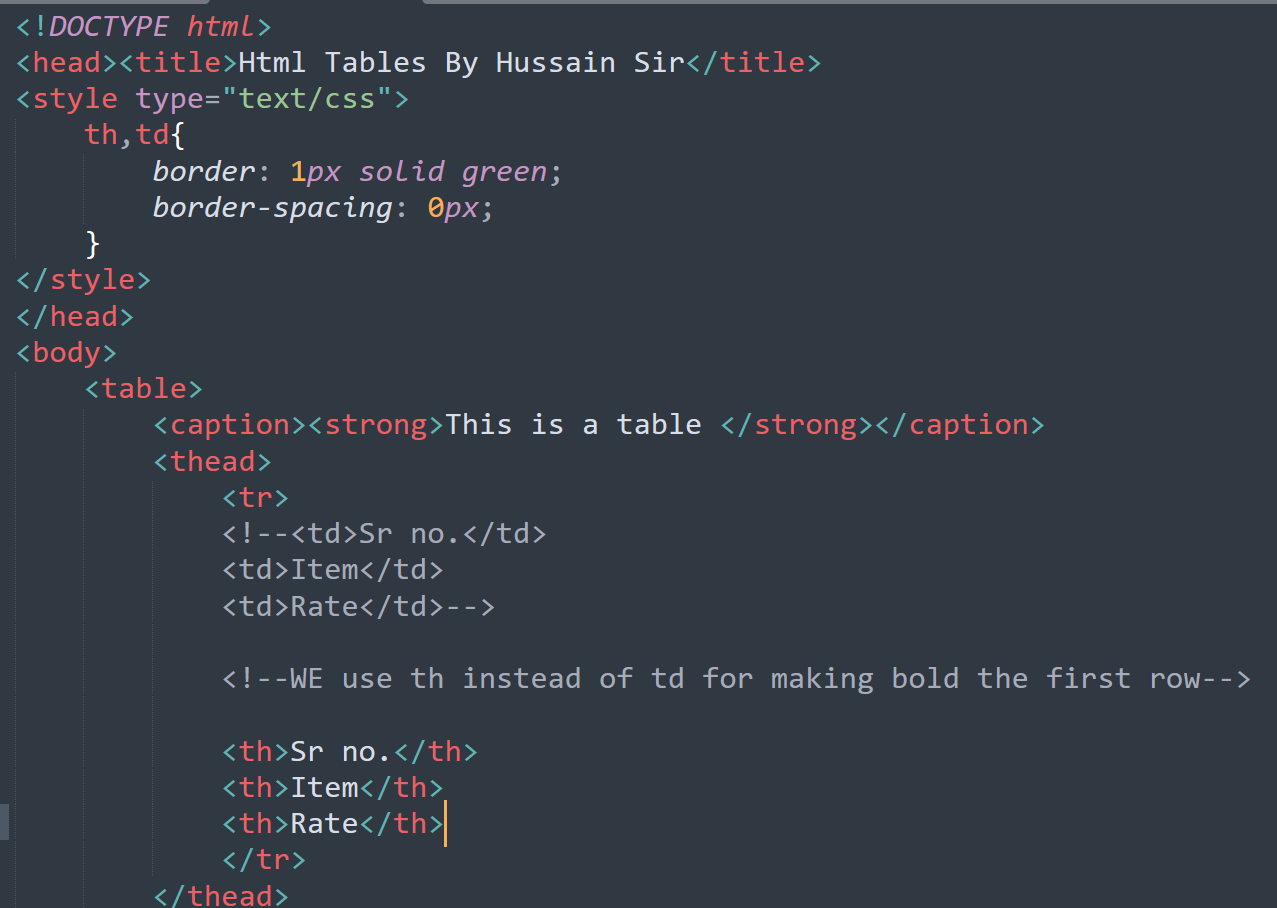 <!DOCTYPE html>
<head><title>Html Tables By Hussain Sir</title>
<style type="text/css">
    th,td{
        border: 1px solid green;
        border-spacing: 0px;
    }
</style>
</head>
<body>
    <table>
        <caption><strong>This is a table </strong></caption>
        <thead>
            <tr>
            <!--<td>Sr no.</td>
            <td>Item</td>
            <td>Rate</td>-->
            <!--WE use th instead of td for making bold the first row-->
            <th>Sr no.</th>
            <th>Item</th>
            <th>Rate</th>
            </tr>
        </thead>